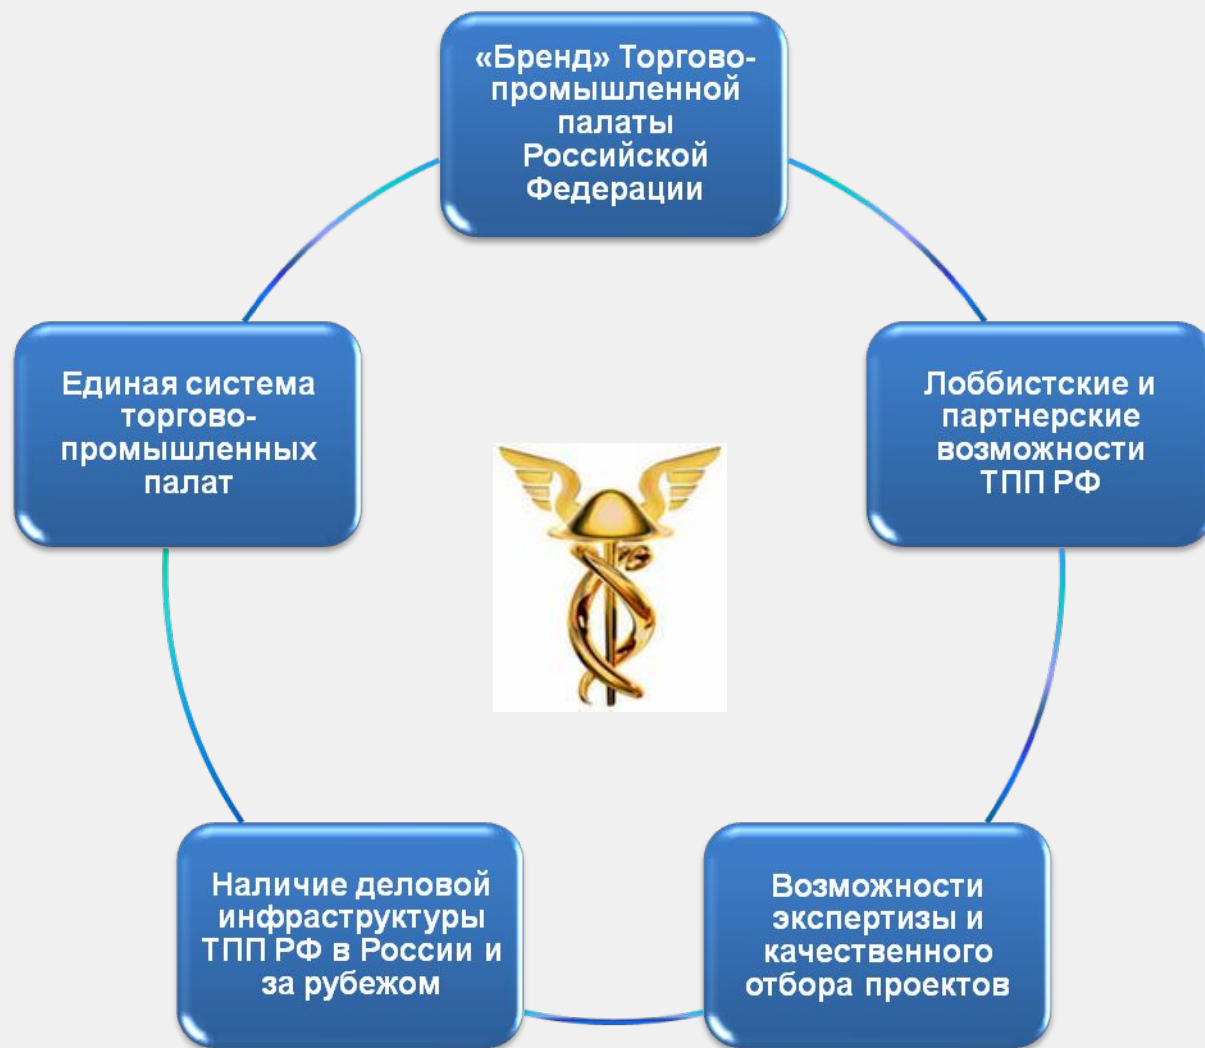 «Бренд» Торгово-
промышленной
палаты
Российской
Федерации
Единая система
торгово-
промышленных
палат
Лоббистские и
партнерские
возможности
ТПП РФ
Наличие деловой
инфраструктуры
ТПП РФ в России и
за рубежом
Возможности
экспертизы и
качественного
отбора проектов